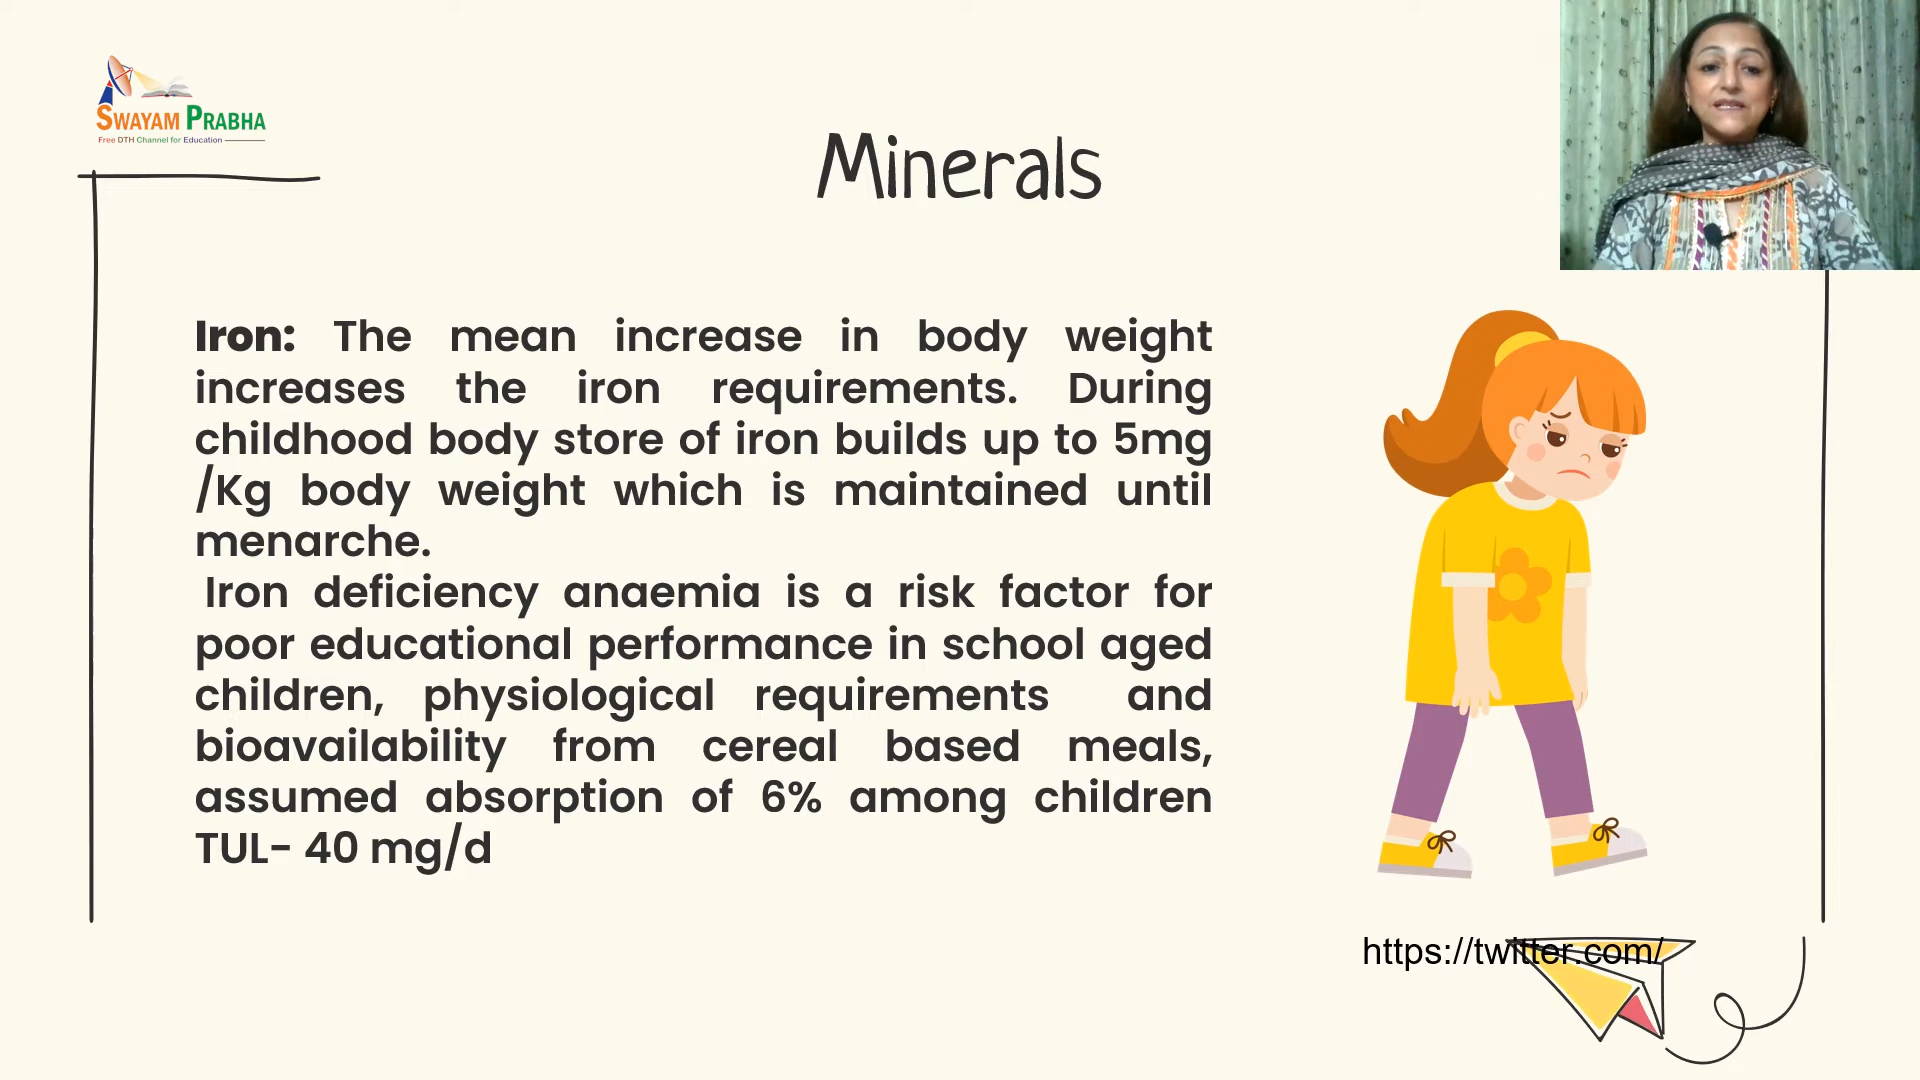 SWAYAM PRABHA
Free DTH Channel for Education
Minerals
Iron: The mean increase in body weight
increases the iron requirements. During
childhood body store of iron builds up to 5mg
/Kg body weight which is maintained until
menarche.
Iron deficiency anaemia is a risk factor for
poor educational performance in school aged
children, physiological requirements and
bioavailability from cereal based meals,
assumed absorption of 6% among children
TUL- 40 mg/d
https://twitter.com/